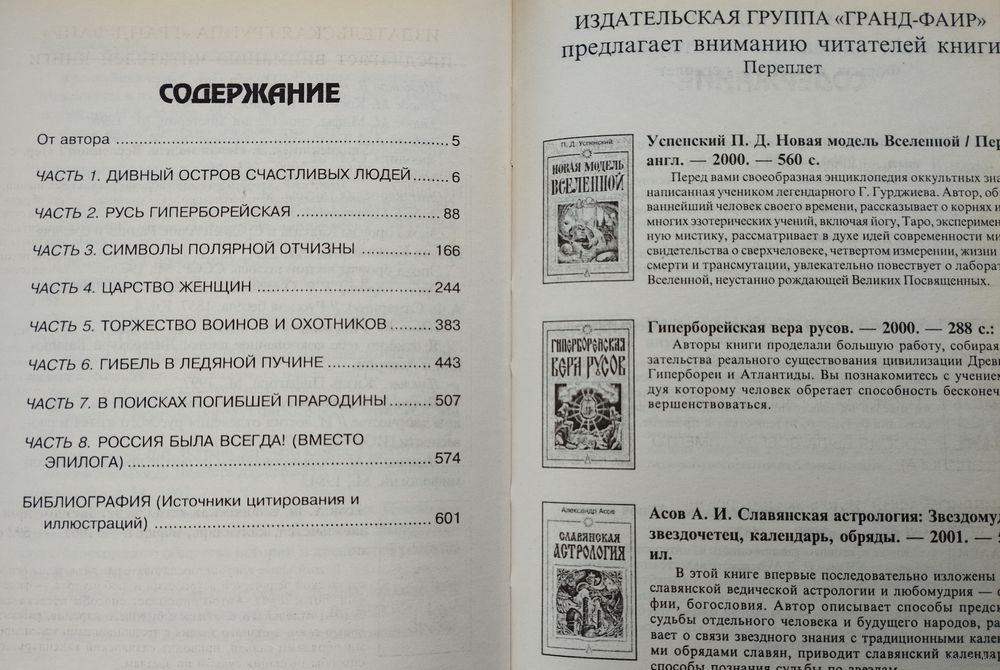 СОДЕРЖАНИЕ
От автора 5
ЧАСТЬ 1. ДИВНЫЙ ОСТРОВ СЧАСТЛИВЫХ ЛЮДЕЙ 6
ЧАСТЬ 2. РУСЬ ГИПЕРБОРЕЙСКАЯ 88
ЧАСТЬ 3. СИМВОЛЫ ПОЛЯРНОЙ ОТЧИЗНЫ 166
ЧАСТЬ 4. ЦАРСТВО ЖЕНЩИН 244
ЧАСТЬ 5. ТОРЖЕСТВО ВОИНОВ И ОХОТНИКОВ 383
ЧАСТЬ 6. ГИБЕЛЬ В ЛЕДЯНОЙ ПУЧИНЕ 443
ЧАСТЬ 7. В ПОИСКАХ ПОГИБШЕЙ ПРАРОДИНЫ 507
ЧАСТЬ 8. РОССИЯ БЫЛА ВСЕГДА! (ВМЕСТО
ЭПИЛОГА) 574
БИБЛИОГРАФИЯ (Источники цитирования и
иллюстраций) 601
ИЗДАТЕЛЬСКАЯ ГРУППА «ГРАНД-ФАИР»
предлагает вниманию читателей книги
Переплет
П. Д. Успенский
НОВАЯ МОДЕЛЬ
ВСЕЛЕННОЙ
Успенский П. Д. Новая модель Вселенной / Пер
англ. — 2000. — 560 с.
Перед вами своеобразная энциклопедия оккультных зна
написанная учеником легендарного Г. Гурджиева. Автор, об
ваннейший человек своего времени, рассказывает о корнях и
многих эзотерических учений, включая йогу, Таро, эксперимен
ную мистику, рассматривает в духе идей современности ми
свидетельства о сверхчеловеке, четвертом измерении, жизни
смерти и трансмутации, увлекательно повествует о лаборат
Вселенной, неустанно рождающей Великих Посвященных.
ГИПЕРБОРЕЙСКАЯ
ВЕРА РУСОВ
Гиперборейская вера русов. — 2000. — 288 с.:
Авторы книги проделали большую работу, собирая
зательства реального существования цивилизации Древ
Гипербореи и Атлантиды. Вы познакомитесь с учением
дуя которому человек обретает способность бесконеч
вершенствоваться.
Александр Асов
СЛАВЯНСКАЯ
АСТРОЛОГИЯ
Асов А. И. Славянская астрология: Звездомуд
звездочетец, календарь, обряды. — 2001. —
ил.
В этой книге впервые последовательно изложены
славянской ведической астрологии и любомудрия —
фии, богословия. Автор описывает способы предс
судьбы отдельного человека и будущего народов, ра
вает о связи звездного знания с традиционными кале
ми обрядами славян, приводит славянский календа
способы познания судьбы по звездам.